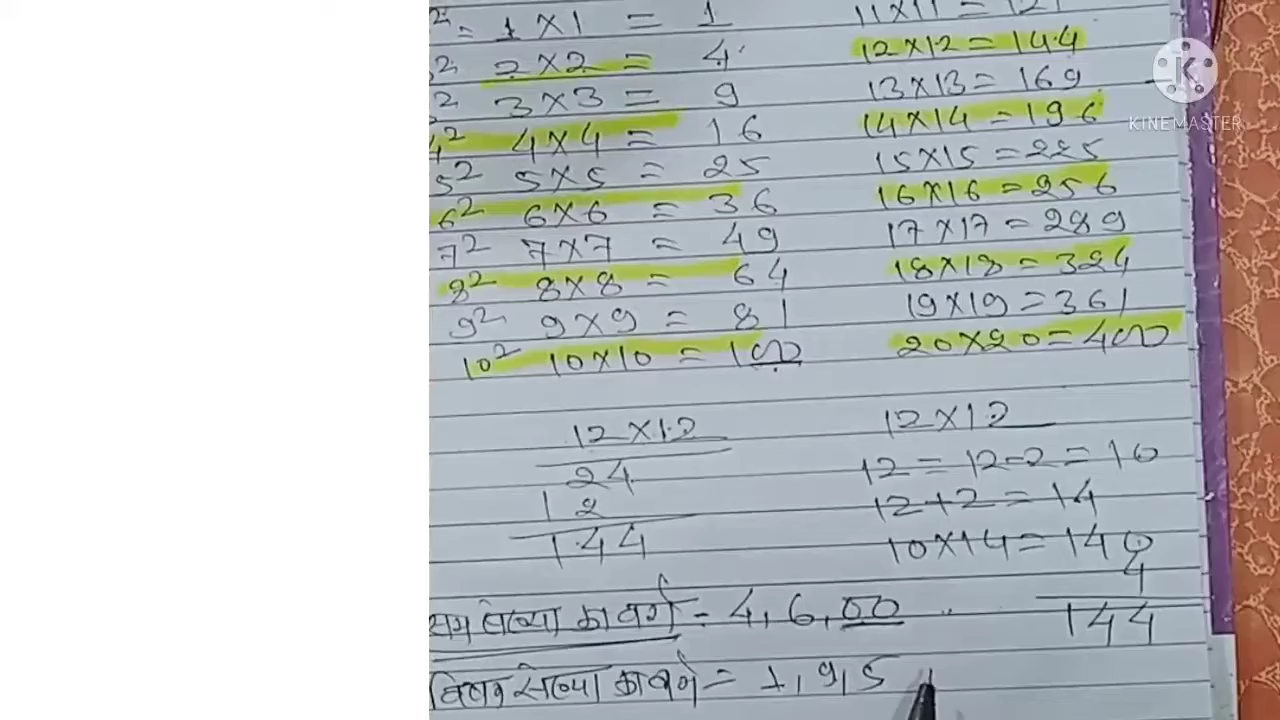 ² = 1 × 1 = 1
2 × 2 = 4
² 3 × 3 = 9
4² 4 × 4 = 16
5² 5 × 5 = 25
6² 6 × 6 = 36
7² 7 × 7 = 49
8² 8 × 8 = 64
9² 9 × 9 = 81
10² 10 × 10 = 100
11 × 11 = 121
12 × 12 = 144
13 × 13 = 169
14 × 14 = 196
15 × 15 = 225
16 × 16 = 256
17 × 17 = 289
18 × 18 = 324
19 × 19 = 361
20 × 20 = 400
12 × 12
24
12
144
12 × 12
12 = 12 - 2 = 10
12 + 2 = 14
10 × 14 = 140
4
144
सम संख्या का वर्ग = 4, 6, 00
विषम संख्या का वर्ग = 1, 9, 5
KINEMASTER